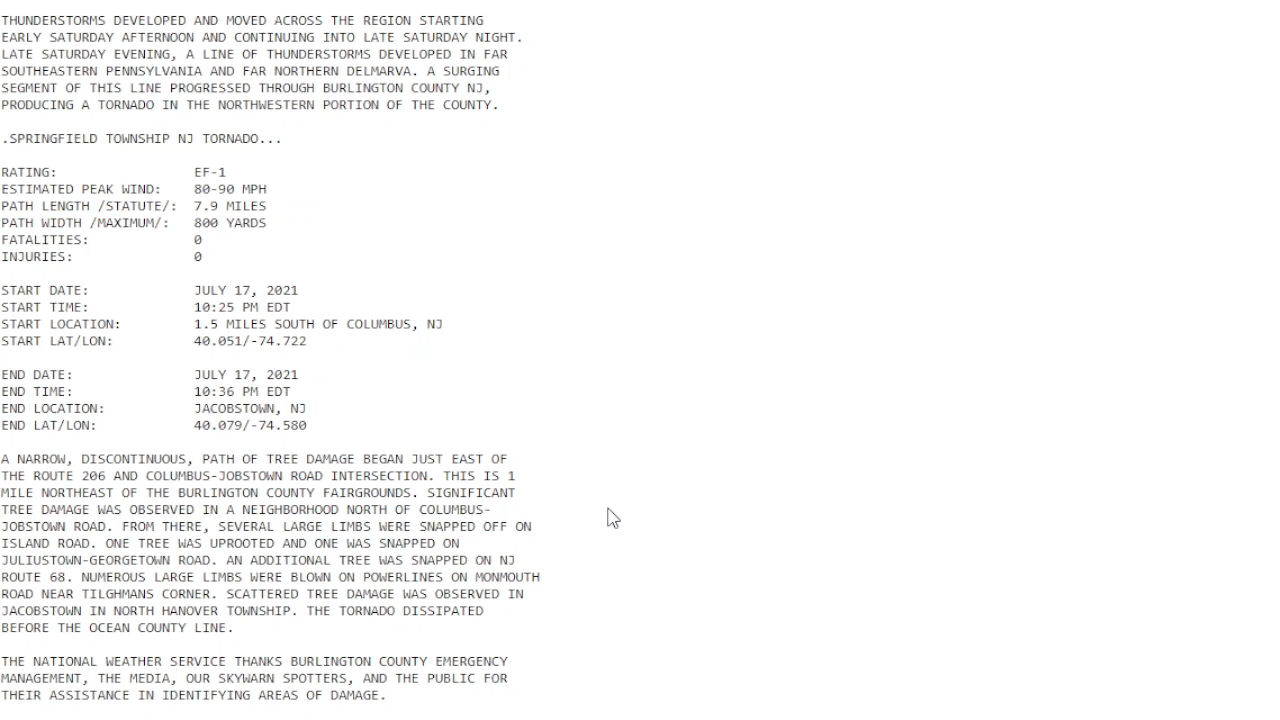 THUNDERSTORMS DEVELOPED AND MOVED ACROSS THE REGION STARTING
EARLY SATURDAY AFTERNOON AND CONTINUING INTO LATE SATURDAY NIGHT.
LATE SATURDAY EVENING, A LINE OF THUNDERSTORMS DEVELOPED IN FAR
SOUTHEASTERN PENNSYLVANIA AND FAR NORTHERN DELMARVA. A SURGING
SEGMENT OF THIS LINE PROGRESSED THROUGH BURLINGTON COUNTY NJ,
PRODUCING A TORNADO IN THE NORTHWESTERN PORTION OF THE COUNTY.
.SPRINGFIELD TOWNSHIP NJ TORNADO...
RATING: EF-1
ESTIMATED PEAK WIND: 80-90 MPH
PATH LENGTH /STATUTE/: 7.9 MILES
PATH WIDTH /MAXIMUM/: 800 YARDS
FATALITIES: 0
INJURIES: 0
START DATE: JULY 17, 2021
START TIME: 10:25 PM EDT
START LOCATION: 1.5 MILES SOUTH OF COLUMBUS, NJ
START LAT/LON: 40.051/-74.722
END DATE: JULY 17, 2021
END TIME: 10:36 PM EDT
END LOCATION: JACOBSTOWN, NJ
END LAT/LON: 40.079/-74.580
A NARROW, DISCONTINUOUS, PATH OF TREE DAMAGE BEGAN JUST EAST OF
THE ROUTE 206 AND COLUMBUS-JOBSTOWN ROAD INTERSECTION. THIS IS 1
MILE NORTHEAST OF THE BURLINGTON COUNTY FAIRGROUNDS. SIGNIFICANT
TREE DAMAGE WAS OBSERVED IN A NEIGHBORHOOD NORTH OF COLUMBUS-
JOBSTOWN ROAD. FROM THERE, SEVERAL LARGE LIMBS WERE SNAPPED OFF ON
ISLAND ROAD. ONE TREE WAS UPROOTED AND ONE WAS SNAPPED ON
JULIUSTOWN-GEORGETOWN ROAD. AN ADDITIONAL TREE WAS SNAPPED ON NJ
ROUTE 68. NUMEROUS LARGE LIMBS WERE BLOWN ON POWERLINES ON MONMOUTH
ROAD NEAR TILGHMANS CORNER. SCATTERED TREE DAMAGE WAS OBSERVED IN
JACOBSTOWN IN NORTH HANOVER TOWNSHIP. THE TORNADO DISSIPATED
BEFORE THE OCEAN COUNTY LINE.
THE NATIONAL WEATHER SERVICE THANKS BURLINGTON COUNTY EMERGENCY
MANAGEMENT, THE MEDIA, OUR SKYWARN SPOTTERS, AND THE PUBLIC FOR
THEIR ASSISTANCE IN IDENTIFYING AREAS OF DAMAGE.